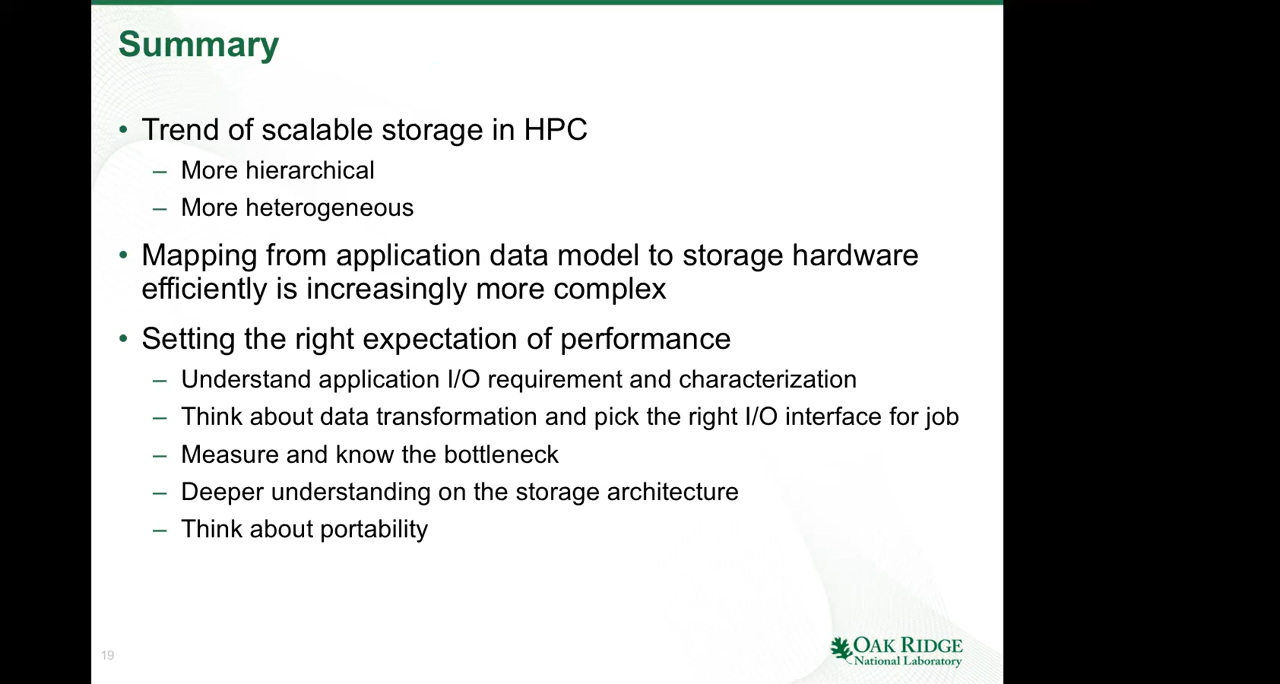 Summary
• Trend of scalable storage in HPC
– More hierarchical
– More heterogeneous
• Mapping from application data model to storage hardware
efficiently is increasingly more complex
• Setting the right expectation of performance
– Understand application I/O requirement and characterization
– Think about data transformation and pick the right I/O interface for job
– Measure and know the bottleneck
– Deeper understanding on the storage architecture
– Think about portability
19
OAK RIDGE
National Laboratory